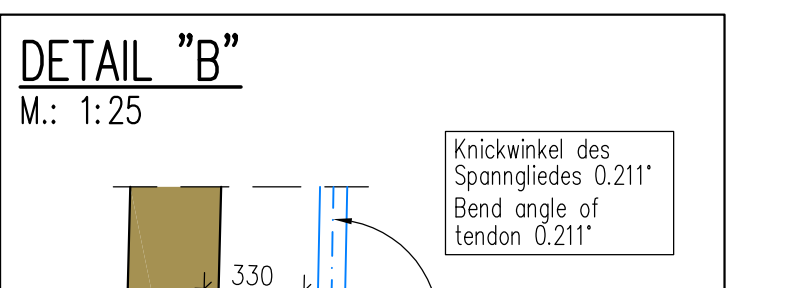 DETAIL "B"
M.: 1:25
Knickwinkel des
Spanngliedes 0.211°
Bend angle of
tendon 0.211°
330